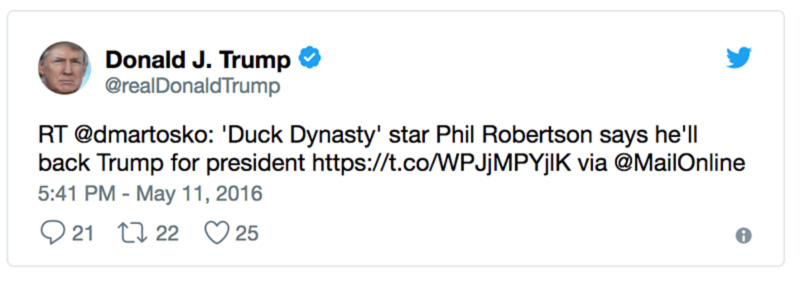 Donald J. Trump
@realDonaldTrump
RT @dmartosko: 'Duck Dynasty' star Phil Robertson says he'll
back Trump for president https://t.co/WPJjMPYjlK via @MailOnline
5:41 PM - May 11, 2016
21 22 25